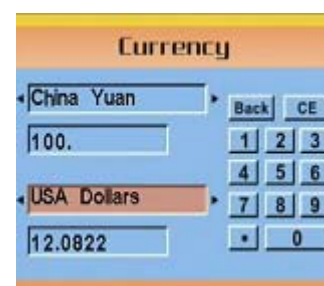 Currency
China Yuan
Back CE
100.
1 2 3
4 5 6
USA Dollars
7 8 9
12.0822
. 0